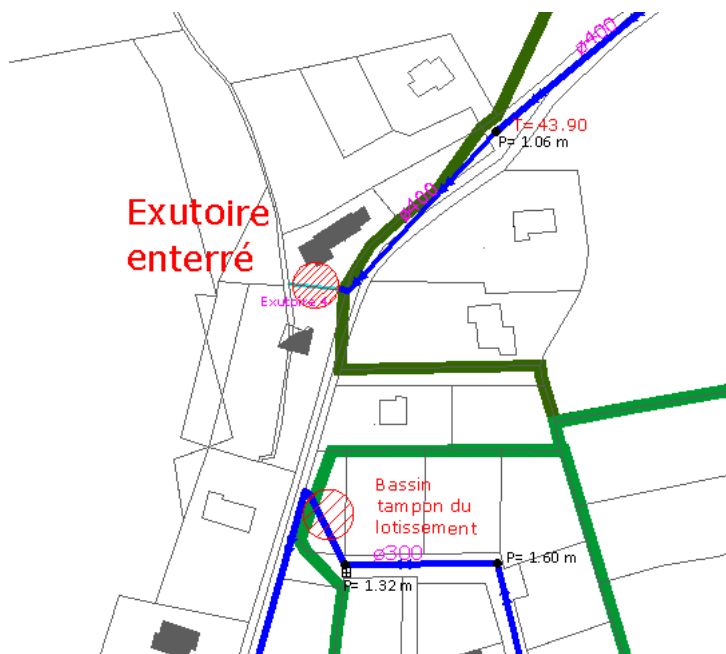 ø400
T= 43.90
P= 1.06 m
ø400
Exutoire
enterré
Exutoire 4
Bassin
tampon du
lotissement
ø300
P= 1.60 m
P= 1.32 m